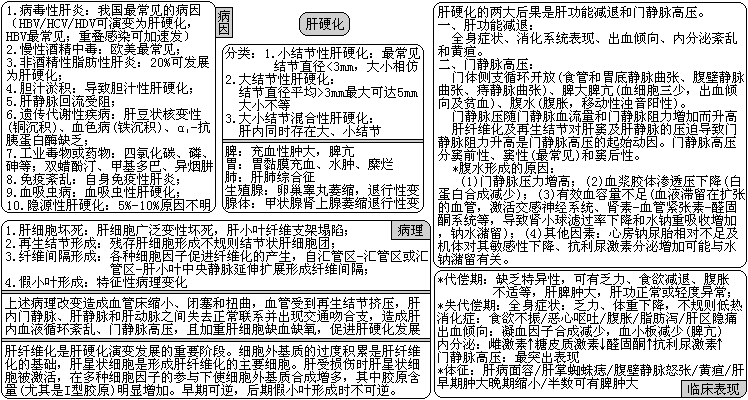 1.病毒性肝炎：我国最常见的病因
(HBV/HCV/HDV可演变为肝硬化，
HBV最常见；重叠感染可加速发)
2.慢性酒精中毒：欧美最常见；
3.非酒精性脂肪性肝炎：20%可发展
为肝硬化；
4.胆汁淤积：导致胆汁性肝硬化；
5.肝静脉回流受阻；
6.遗传代谢性疾病：肝豆状核变性
(铜沉积)、血色病(铁沉积)、α,-抗
胰蛋白酶缺乏；
7.工业毒物或药物：四氯化碳、磷、
砷等；双蜡酚汀、甲基多巴、异烟肼
8.免疫紊乱：自身免疫性肝炎；
9.血吸虫病：血吸虫性肝硬化；
10.隐源性肝硬化：5%-10%原因不明
病
因
肝硬化
分类：1.小结节性肝硬化：最常见
结节直径<3mm，大小相仿
2.大结节性肝硬化：
结节直径平均>3mm最大可达5mm
大小不等
3.大小结节混合性肝硬化：
肝内同时存在大、小结节
脾：充血性肿大，脾亢
胃：胃黏膜充血、水肿、糜烂
肺：肝肺综合征
生殖腺：卵巢睾丸萎缩，退行性变
腺体：甲状腺肾上腺萎缩退行性变
1.肝细胞坏死：肝细胞广泛变性坏死，肝小叶纤维支架塌陷；
病理
2.再生结节形成：残存肝细胞形成不规则结节状肝细胞团；
3.纤维间隔形成：各种细胞因子促进纤维化的产生，自汇管区-汇管区或汇
管区-肝小叶中央静脉延伸扩展形成纤维间隔；
4.假小叶形成：特征性病理变化
上述病理改变造成血管床缩小、闭塞和扭曲，血管受到再生结节挤压，肝
内门静脉、肝静脉和肝动脉之间失去正常联系并出现交通吻合支，造成肝
内血液循环紊乱、门静脉高压，且加重肝细胞缺血缺氧，促进肝硬化发展
肝纤维化是肝硬化演变发展的重要阶段。细胞外基质的过度积累是肝纤维
化的基础，肝星状细胞是形成肝纤维化的主要细胞。肝受损伤时肝星状细
胞被激活，在多种细胞因子的参与下使细胞外基质合成增多，其中胶原含
量(尤其是I型胶原)明显增加。早期可逆，后期假小叶形成时不可逆。
肝硬化的两大后果是肝功能减退和门静脉高压。
一、肝功能减退：
全身症状、消化系统表现、出血倾向、内分泌紊乱
和黄疸。
二、门静脉高压：
门体侧支循环开放(食管和胃底静脉曲张、腹壁静脉
曲张、痔静脉曲张)、脾大脾亢(血细胞三少，出血倾
向及贫血)、腹水(腹胀，移动性浊音阳性)。
门静脉压随门静脉血流量和门静脉阻力增加而升高
肝纤维化及再生结节对肝窦及肝静脉的压迫导致门
静脉阻力升高是门静脉高压的起始动因。门静脉高压
分窦前性、窦性(最常见)和窦后性。
*腹水形成的原因：
(1)门静脉压力增高；(2)血浆胶体渗透压下降(白
蛋白合成减少)；(3)有效血容量不足(血液滞留在扩张
的血管，激活交感神经系统、肾素-血管紧张素-醛固
酮系统等，导致肾小球滤过率下降和水钠重吸收增加
，钠水潴留)；(4)其他因素：心房钠尿肽相对不足及
机体对其敏感性下降、抗利尿激素分泌增加可能与水
钠潴留有关。
*代偿期：缺乏特异性，可有乏力、食欲减退、腹胀
不适等，肝脾肿大，肝功正常或轻度异常；
*失代偿期：全身症状：乏力、体重下降，不规则低热
消化症：食欲不振/恶心呕吐/腹胀/脂肪泻/肝区隐痛
出血倾向：凝血因子合成减少，血小板减少(脾亢)
内分泌：雌激素↑糖皮质激素↓醛固酮↑抗利尿激素↑
门静脉高压：最突出表现
*体征：肝病面容/肝掌蜘蛛痣/腹壁静脉怒张/黄疸/肝
早期肿大晚期缩小/半数可有脾肿大
临床表现